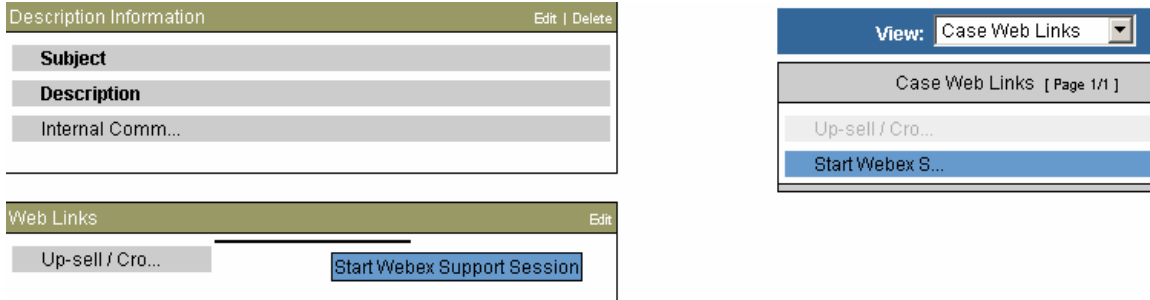 Description Information Edit | Delete
Subject
Description
Internal Comm...
Web Links Edit
Up-sell / Cro...
Start Webex Support Session
View: Case Web Links
Case Web Links [ Page 1/1 ]
Up-sell / Cro...
Start Webex S...